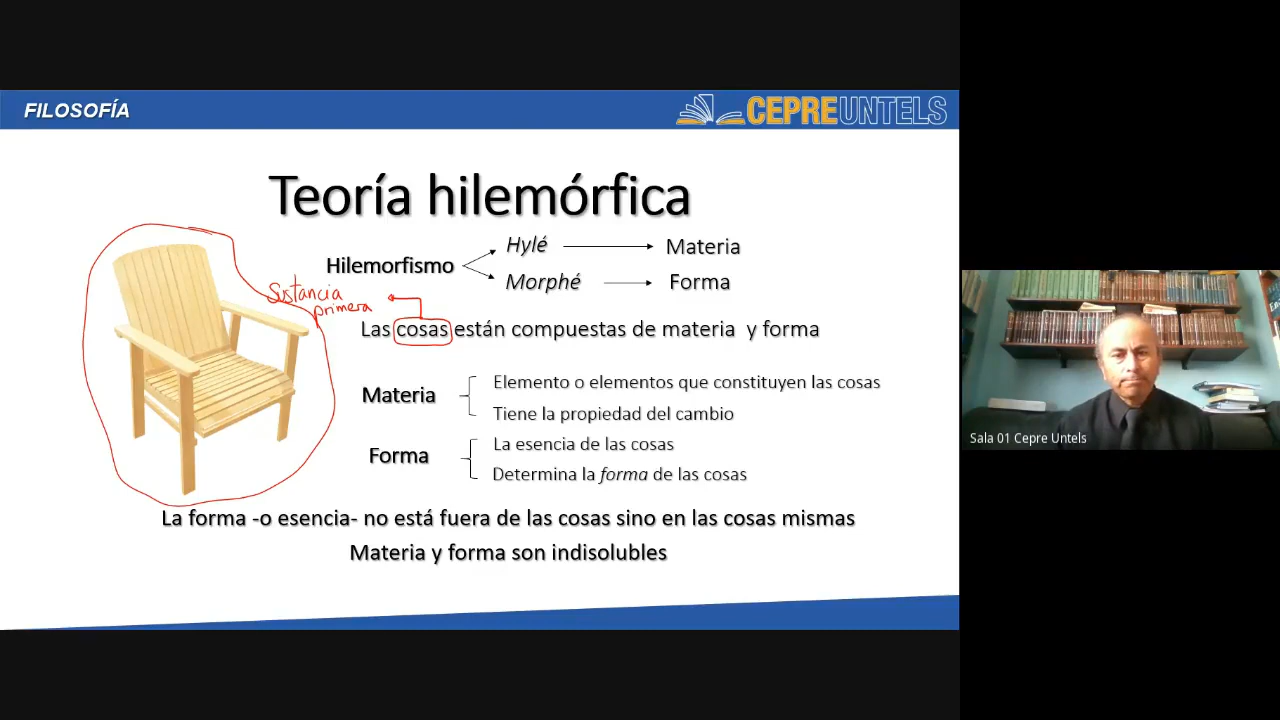 FILOSOFÍA
CEPREUNTELS
Teoría hilemórfica
Hilemorfismo
Hylé
Materia
Morphé
Forma
Sustancia
primera
Las cosas están compuestas de materia y forma
Materia
Elemento o elementos que constituyen las cosas
Tiene la propiedad del cambio
Forma
La esencia de las cosas
Determina la forma de las cosas
La forma -o esencia- no está fuera de las cosas sino en las cosas mismas
Materia y forma son indisolubles
Sala 01 Cepre Untels